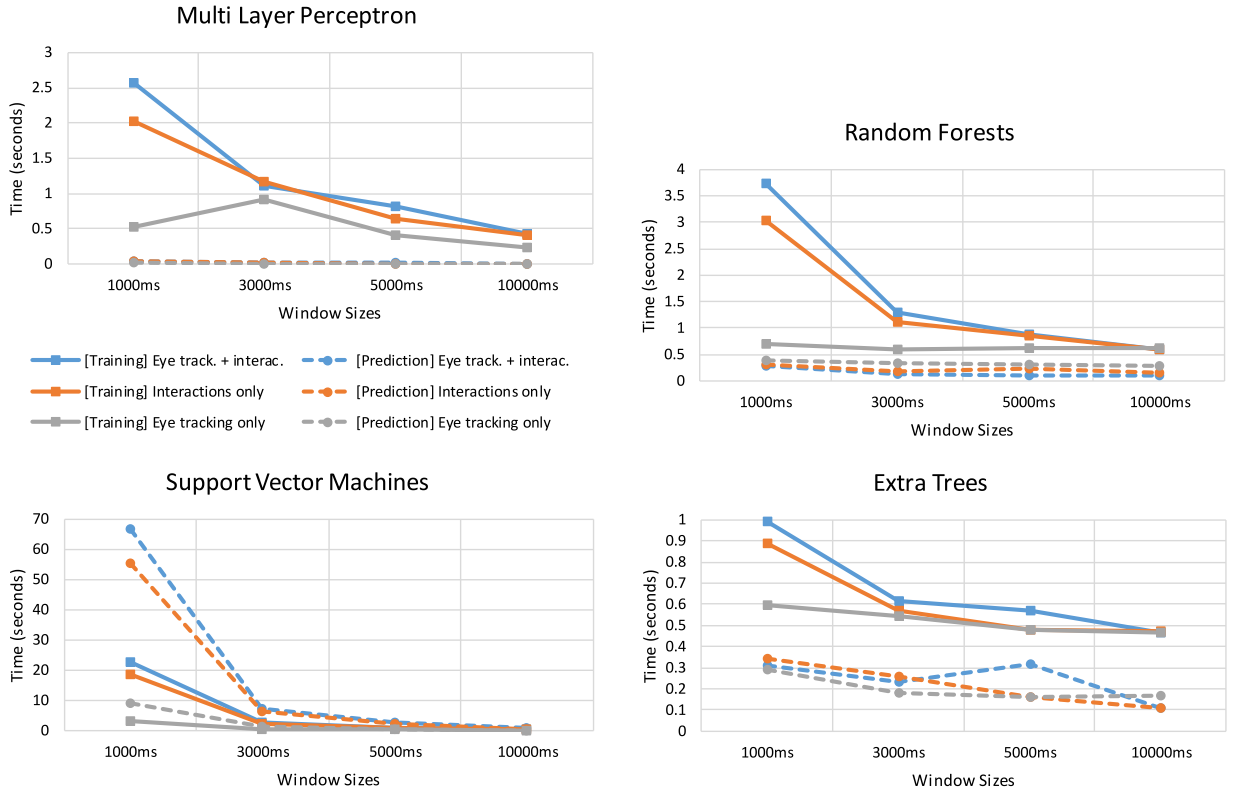 Multi Layer Perceptron
3
2.5
2
1.5
1
0.5
0
Time (seconds)
1000ms 3000ms 5000ms 10000ms
Window Sizes
Random Forests
4
3.5
3
2.5
2
1.5
1
0.5
0
Time (seconds)
1000ms 3000ms 5000ms 10000ms
Window Sizes
[Training] Eye track. + interac. [Prediction] Eye track. + interac.
[Training] Interactions only [Prediction] Interactions only
[Training] Eye tracking only [Prediction] Eye tracking only
Support Vector Machines
70
60
50
40
30
20
10
0
Time (seconds)
1000ms 3000ms 5000ms 10000ms
Window Sizes
Extra Trees
1
0.9
0.8
0.7
0.6
0.5
0.4
0.3
0.2
0.1
0
Time (seconds)
1000ms 3000ms 5000ms 10000ms
Window Sizes